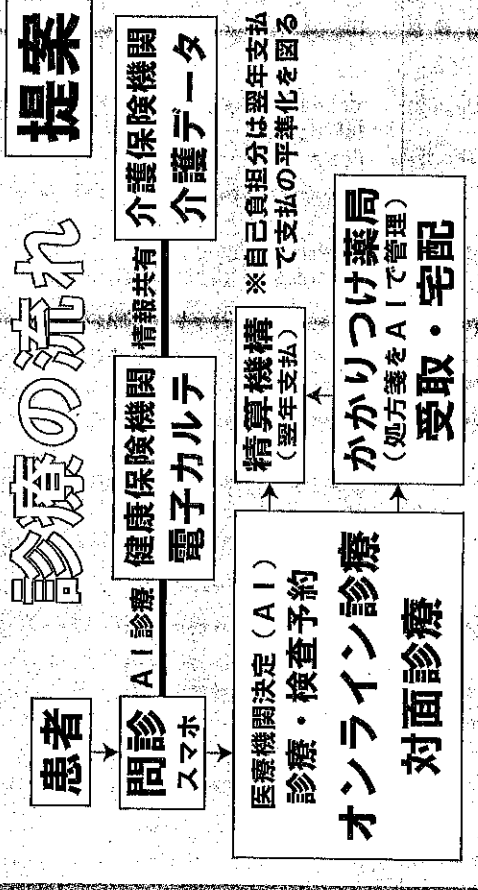 診療の流れ
提案
患者
問診
スマホ
AI診療
健康保険機関
電子カルテ
情報共有
介護保険機関
介護データ
医療機関決定(AI)
診療・検査予約
オンライン診療
対面診療
精算機構
(翌年支払)
※自己負担分は翌年支払
で支払の平準化を図る
かかりつけ薬局
(処方箋をAIで管理)
受取・宅配